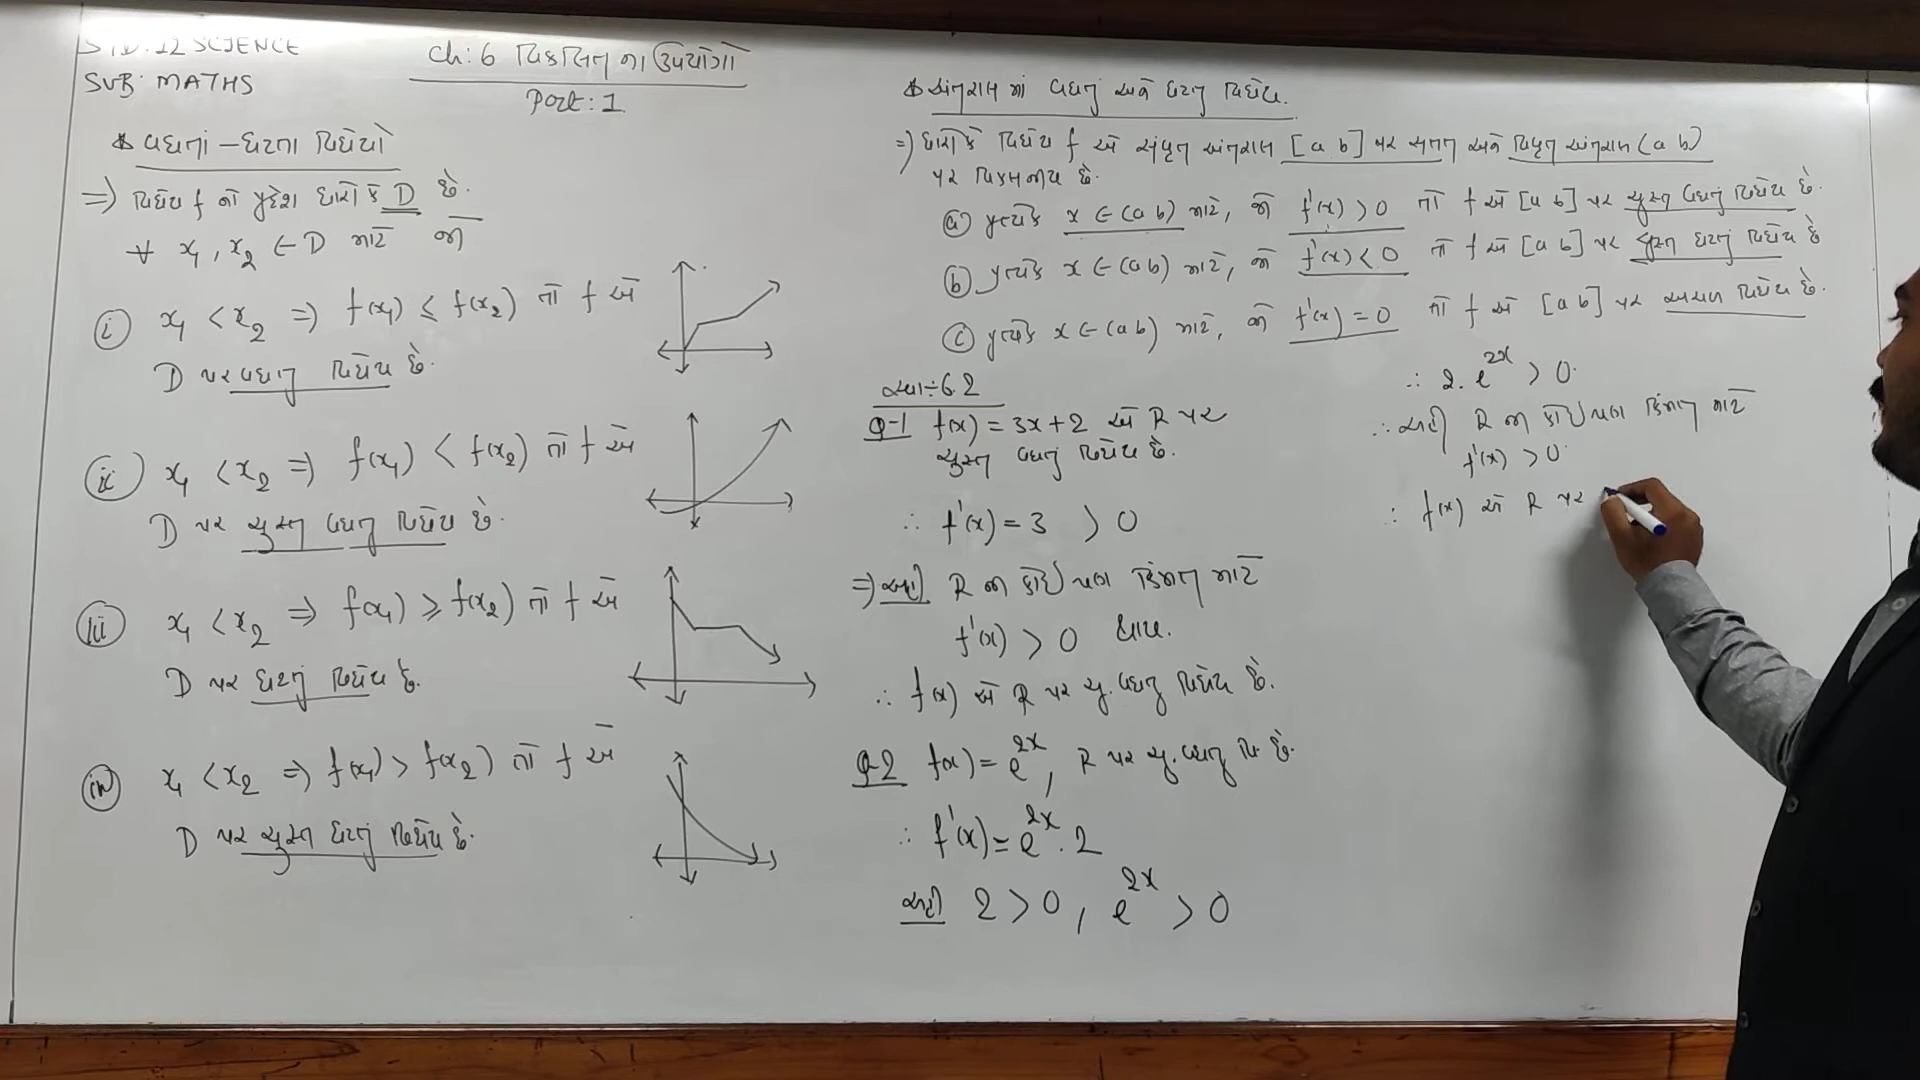 STD: 12 SCIENCE
SUB: MATHS
Ch: 6 વિકલિત ના ઉપયોગો
Part: 1
* વધતાં - ઘટતા વિધેયો
⇒ વિધેય f નો પ્રદેશ ધારો કે D છે.
∀ x₁, x₂ ∈ D માટે જો
(i) x₁ < x₂ ⇒ f(x₁) ≤ f(x₂) તો f એ
D પર વધતું વિધેય છે.
(ii) x₁ < x₂ ⇒ f(x₁) < f(x₂) તો f એ
D પર ચુસ્ત વધતું વિધેય છે.
(iii) x₁ < x₂ ⇒ f(x₁) ≥ f(x₂) તો f એ
D પર ઘટતું વિધેય છે.
(iv) x₁ < x₂ ⇒ f(x₁) > f(x₂) તો f એ
D પર ચુસ્ત ઘટતું વિધેય છે.
* અંતરાલ માં વધતું અને ઘટતું વિધેય.
⇒ ધારો કે વિધેય f એ સંવૃત અંતરાલ [a b] પર સતત અને વિવૃત અંતરાલ (a b)
પર વિકલનીય છે.
(a) પ્રત્યેક x ∈ (a b) માટે, જો f'(x) > 0 તો f એ [a b] પર ચુસ્ત વધતું વિધેય છે.
(b) પ્રત્યેક x ∈ (a b) માટે, જો f'(x) < 0 તો f એ [a b] પર ચુસ્ત ઘટતું વિધેય છે
(c) પ્રત્યેક x ∈ (a b) માટે, જો f'(x) = 0 તો f એ [a b] પર અચળ વિધેય છે.
સ્વા ÷ 6.2
Q-1 f(x) = 3x + 2 એ R પર
ચુસ્ત વધતું વિધેય છે.
∴ f'(x) = 3 > 0
⇒ અહી R ની કોઈ પણ કિંમત માટે
f'(x) > 0 થાય.
∴ f(x) એ R પર ચુ. વધતું વિધેય છે.
Q-2 f(x) = e^{2x}, R પર ચુ. વધતું વિ છે.
∴ f'(x) = e^{2x} . 2
અહી 2 > 0, e^{2x} > 0
∴ 2. e^{2x} > 0.
∴ અહી R ની કોઈ પણ કિંમત માટે
f'(x) > 0.
∴ f(x) એ R પર